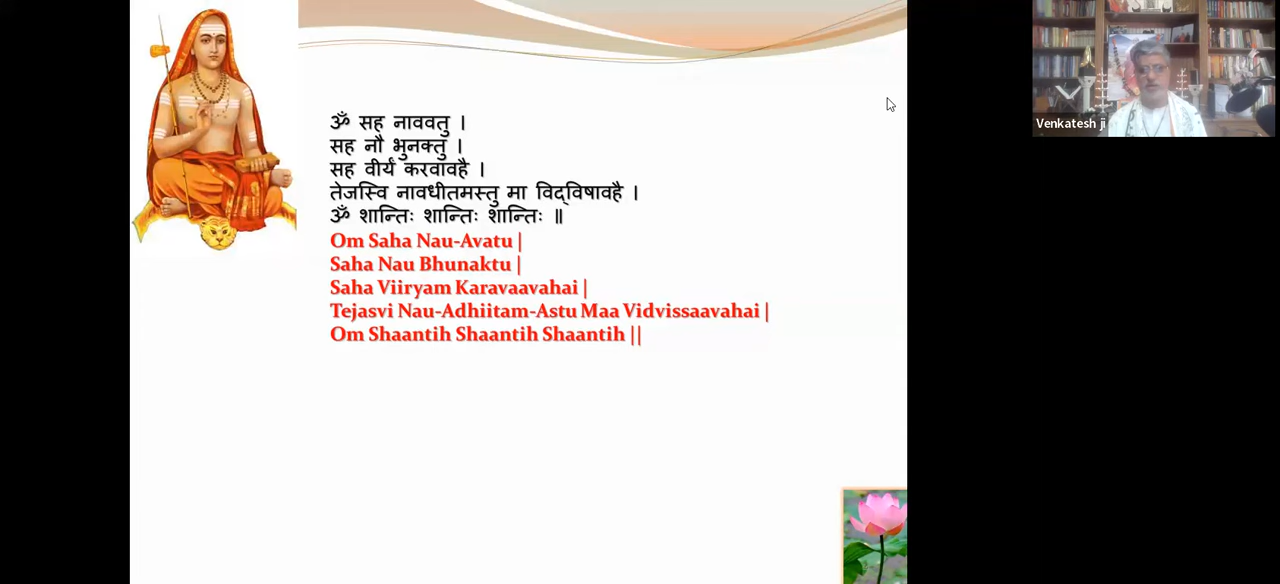 ॐ सह नाववतु ।
सह नौ भुनक्तु ।
सह वीर्यं करवावहै ।
तेजस्वि नावधीतमस्तु मा विद्‌विषावहै ।
ॐ शान्तिः शान्तिः शान्तिः ॥
Om Saha Nau-Avatu |
Saha Nau Bhunaktu |
Saha Viiryam Karavaavahai |
Tejasvi Nau-Adhiitam-Astu Maa Vidvissaavahai |
Om Shaantih Shaantih Shaantih ||
Venkatesh ji